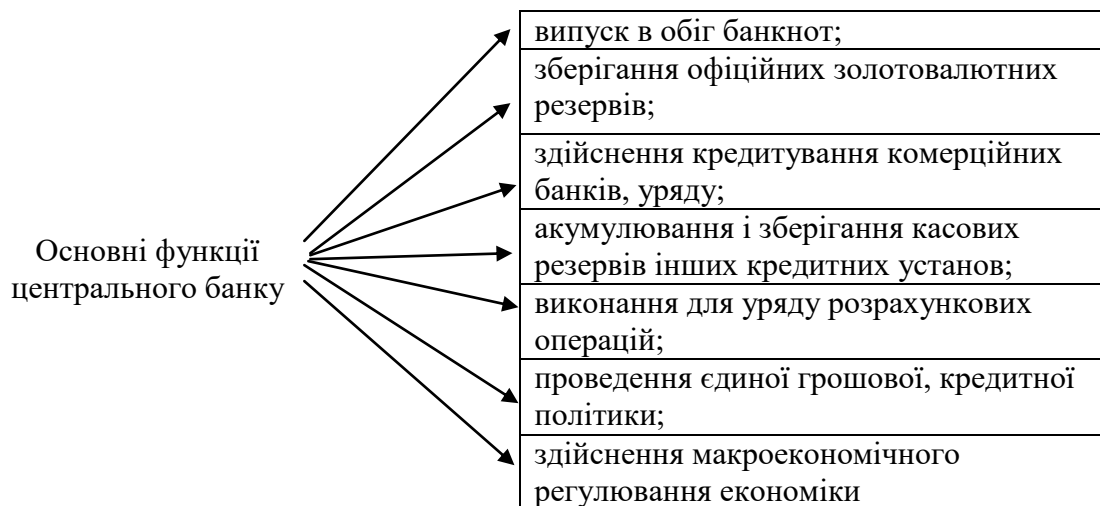 Основні функції
центрального банку
випуск в обіг банкнот;
зберігання офіційних золотовалютних
резервів;
здійснення кредитування комерційних
банків, уряду;
акумулювання і зберігання касових
резервів інших кредитних установ;
виконання для уряду розрахункових
операцій;
проведення єдиної грошової, кредитної
політики;
здійснення макроекономічного
регулювання економіки